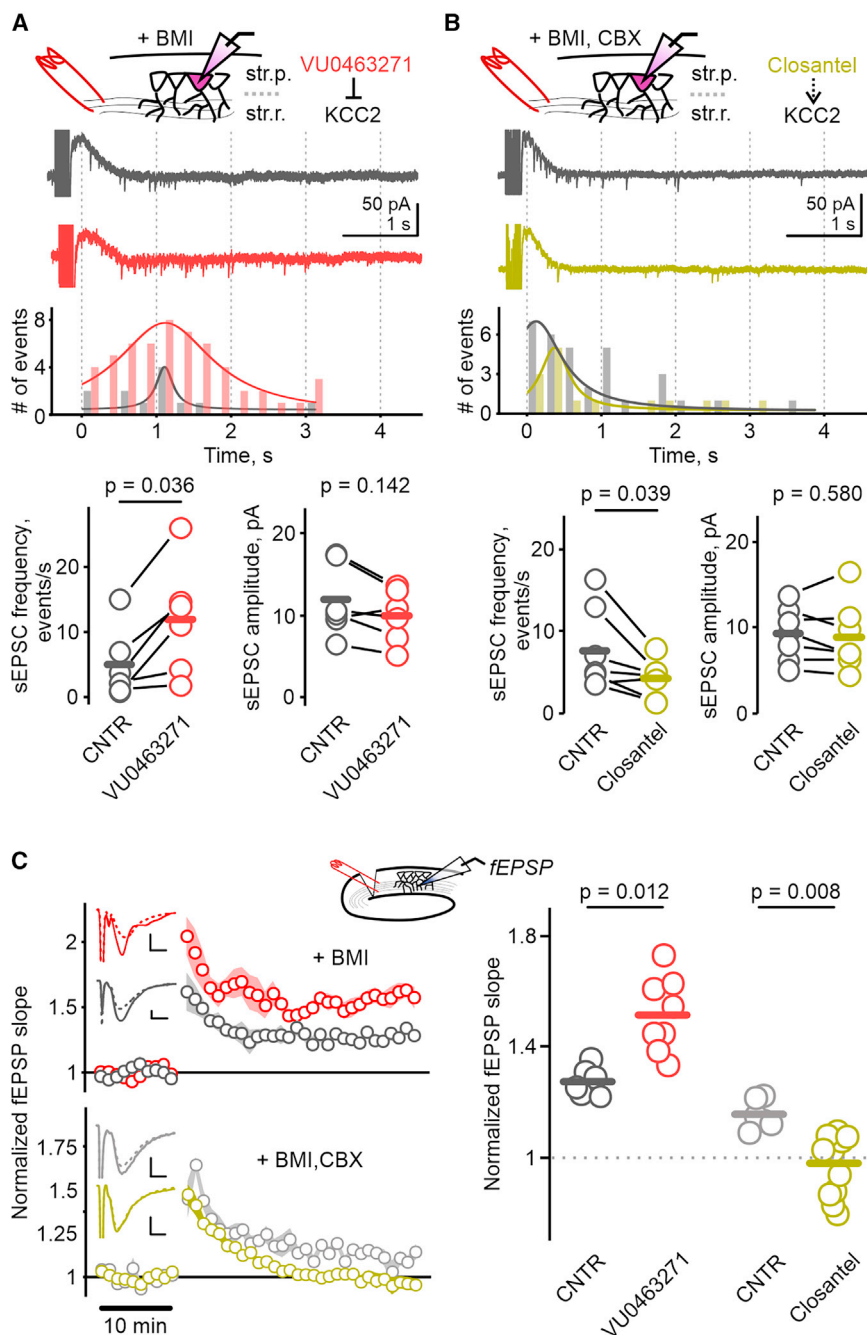 A
+ BMI
VU0463271
str.p.
str.r.
KCC2
50 pA
1 s
# of events
8
4
0
0 1 2 3 4
Time, s
p = 0.036
sEPSC frequency,
events/s
20
10
0
CNTR
VU0463271
p = 0.142
sEPSC amplitude, pA
20
10
0
CNTR
VU0463271
B
+ BMI, CBX
Closantel
str.p.
str.r.
KCC2
50 pA
1 s
# of events
6
3
0
0 1 2 3 4
Time, s
p = 0.039
sEPSC frequency,
events/s
20
10
0
CNTR
Closantel
p = 0.580
sEPSC amplitude, pA
20
10
0
CNTR
Closantel
C
fEPSP
Normalized fEPSP slope
2
1.5
1
+ BMI
1.75
1.5
1.25
1
+ BMI,CBX
10 min
p = 0.012
p = 0.008
Normalized fEPSP slope
1.8
1.4
1
CNTR
VU0463271
CNTR
Closantel